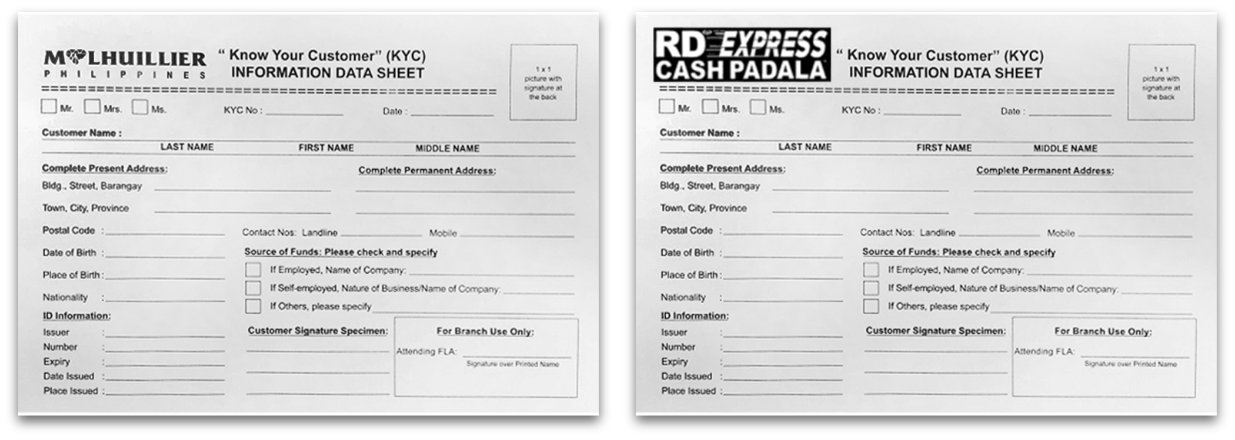 MLHUILLIER
PHILIPPINES
“ Know Your Customer” (KYC)
INFORMATION DATA SHEET
1 x 1
picture with
signature at
the back
Mr. Mrs. Ms. KYC No : Date :
Customer Name :
LAST NAME FIRST NAME MIDDLE NAME
Complete Present Address: Complete Permanent Address:
Bldg., Street, Barangay
Town, City, Province
Postal Code : Contact Nos: Landline Mobile
Date of Birth : Source of Funds: Please check and specify
Place of Birth: If Employed, Name of Company:
If Self-employed, Nature of Business/Name of Company:
Nationality : If Others, please specify
ID Information:
Issuer : Customer Signature Specimen: For Branch Use Only:
Number :
Attending FLA:
Expiry : Signature over Printed Name
Date Issued :
Place Issued :
RD EXPRESS
CASH PADALA
“ Know Your Customer” (KYC)
INFORMATION DATA SHEET
1 x 1
picture with
signature at
the back
Mr. Mrs. Ms. KYC No : Date :
Customer Name :
LAST NAME FIRST NAME MIDDLE NAME
Complete Present Address: Complete Permanent Address:
Bldg., Street, Barangay
Town, City, Province
Postal Code : Contact Nos: Landline Mobile
Date of Birth : Source of Funds: Please check and specify
Place of Birth: If Employed, Name of Company:
If Self-employed, Nature of Business/Name of Company:
Nationality : If Others, please specify
ID Information:
Issuer : Customer Signature Specimen: For Branch Use Only:
Number :
Attending FLA:
Expiry : Signature over Printed Name
Date Issued :
Place Issued :